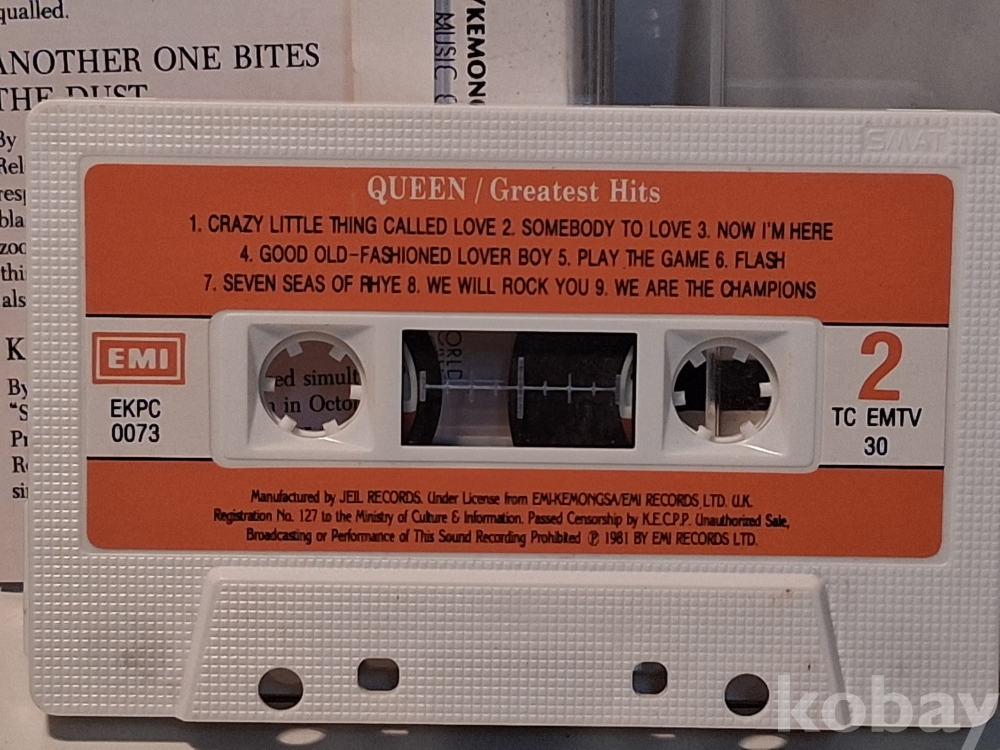 qualled.
ANOTHER ONE BITES
THE DUST
By
/KEMONG
MUSIC
SMAT
QUEEN / Greatest Hits
1. CRAZY LITTLE THING CALLED LOVE 2. SOMEBODY TO LOVE 3. NOW I'M HERE
4. GOOD OLD-FASHIONED LOVER BOY 5. PLAY THE GAME 6. FLASH
7. SEVEN SEAS OF RHYE 8. WE WILL ROCK YOU 9. WE ARE THE CHAMPIONS
EMI
EKPC
0073
ed simult
in Octo
ORLD
2
TC EMTV
30
Manufactured by JEIL RECORDS. Under License from EMI-KEMONGSA/EMI RECORDS LTD. U.K.
Registration No. 127 to the Ministry of Culture & Information. Passed Censorship by K.E.C.P.P. Unauthorized Sale,
Broadcasting or Performance of This Sound Recording Prohibited ℗ 1981 BY EMI RECORDS LTD.
kobay